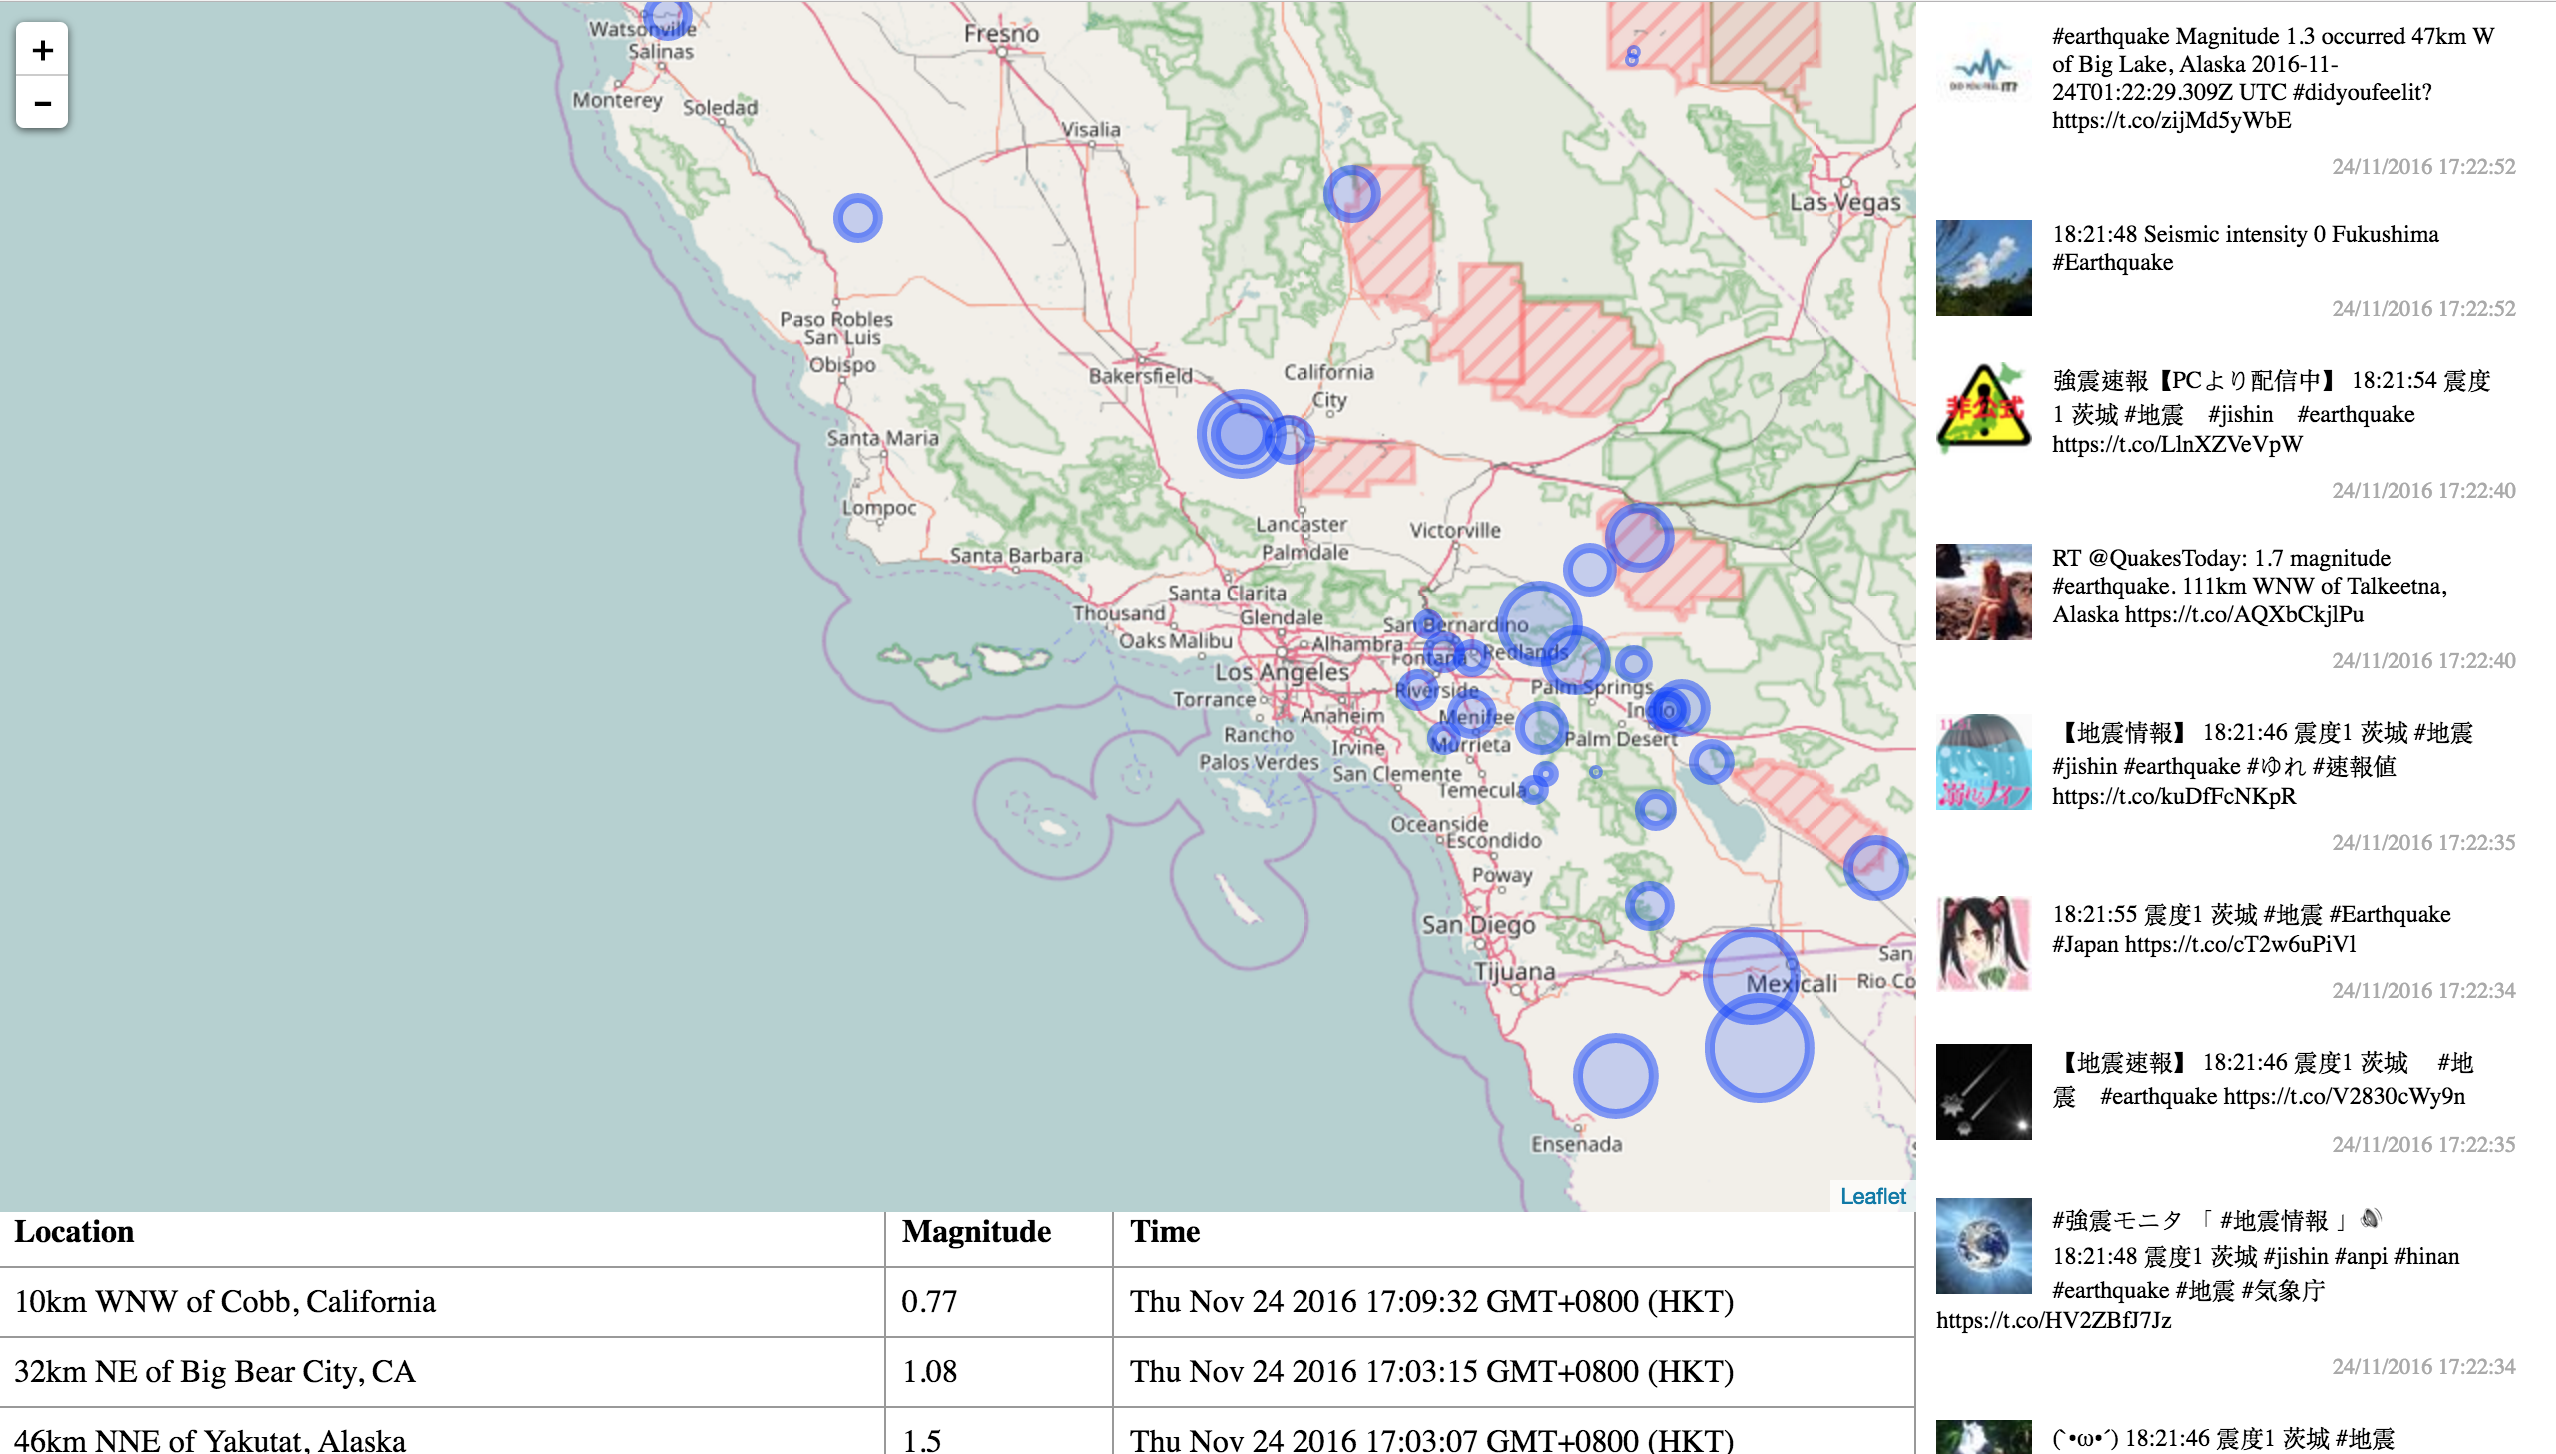 +
−
Watsonville
Salinas
Monterey
Soledad
Fresno
Visalia
Las Vegas
Paso Robles
San Luis
Obispo
Bakersfield
California
City
Santa Maria
Lompoc
Lancaster
Palmdale
Victorville
Santa Barbara
Santa Clarita
Thousand
Oaks
Malibu
Glendale
San Bernardino
Alhambra
Fontana
Redlands
Los Angeles
Riverside
Palm Springs
Torrance
Anaheim
Menifee
Indio
Rancho
Palos Verdes
Irvine
Murrieta
Palm Desert
San Clemente
Temecula
Oceanside
Escondido
Poway
San Diego
Tijuana
Mexicali
San
Rio Co
Ensenada
Leaflet
Location Magnitude Time
10km WNW of Cobb, California 0.77 Thu Nov 24 2016 17:09:32 GMT+0800 (HKT)
32km NE of Big Bear City, CA 1.08 Thu Nov 24 2016 17:03:15 GMT+0800 (HKT)
46km NNE of Yakutat, Alaska 1.5 Thu Nov 24 2016 17:03:07 GMT+0800 (HKT)
DID YOU FEEL IT?
#earthquake Magnitude 1.3 occurred 47km W
of Big Lake, Alaska 2016-11-
24T01:22:29.309Z UTC #didyoufeelit?
https://t.co/zijMd5yWbE
24/11/2016 17:22:52
18:21:48 Seismic intensity 0 Fukushima
#Earthquake
24/11/2016 17:22:52
非公式
強震速報【PCより配信中】 18:21:54 震度
1 茨城 #地震　#jishin　#earthquake
https://t.co/LlnXZVeVpW
24/11/2016 17:22:40
RT @QuakesToday: 1.7 magnitude
#earthquake. 111km WNW of Talkeetna,
Alaska https://t.co/AQXbCkjlPu
24/11/2016 17:22:40
溺れるナイフ
【地震情報】 18:21:46 震度1 茨城 #地震
#jishin #earthquake #ゆれ #速報値
https://t.co/kuDfFcNKpR
24/11/2016 17:22:35
18:21:55 震度1 茨城 #地震 #Earthquake
#Japan https://t.co/cT2w6uPiVl
24/11/2016 17:22:34
【地震速報】 18:21:46 震度1 茨城　 #地
震　#earthquake https://t.co/V2830cWy9n
24/11/2016 17:22:35
#強震モニタ 「 #地震情報 」🔊
18:21:48 震度1 茨城 #jishin #anpi #hinan
#earthquake #地震 #気象庁
https://t.co/HV2ZBfJ7Jz
24/11/2016 17:22:34
(`•ω•´) 18:21:46 震度1 茨城 #地震